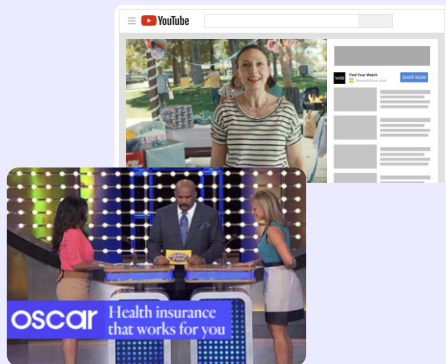 YouTube
Find Your Watch
SHOP NOW
oscar
Health insurance
that works for you